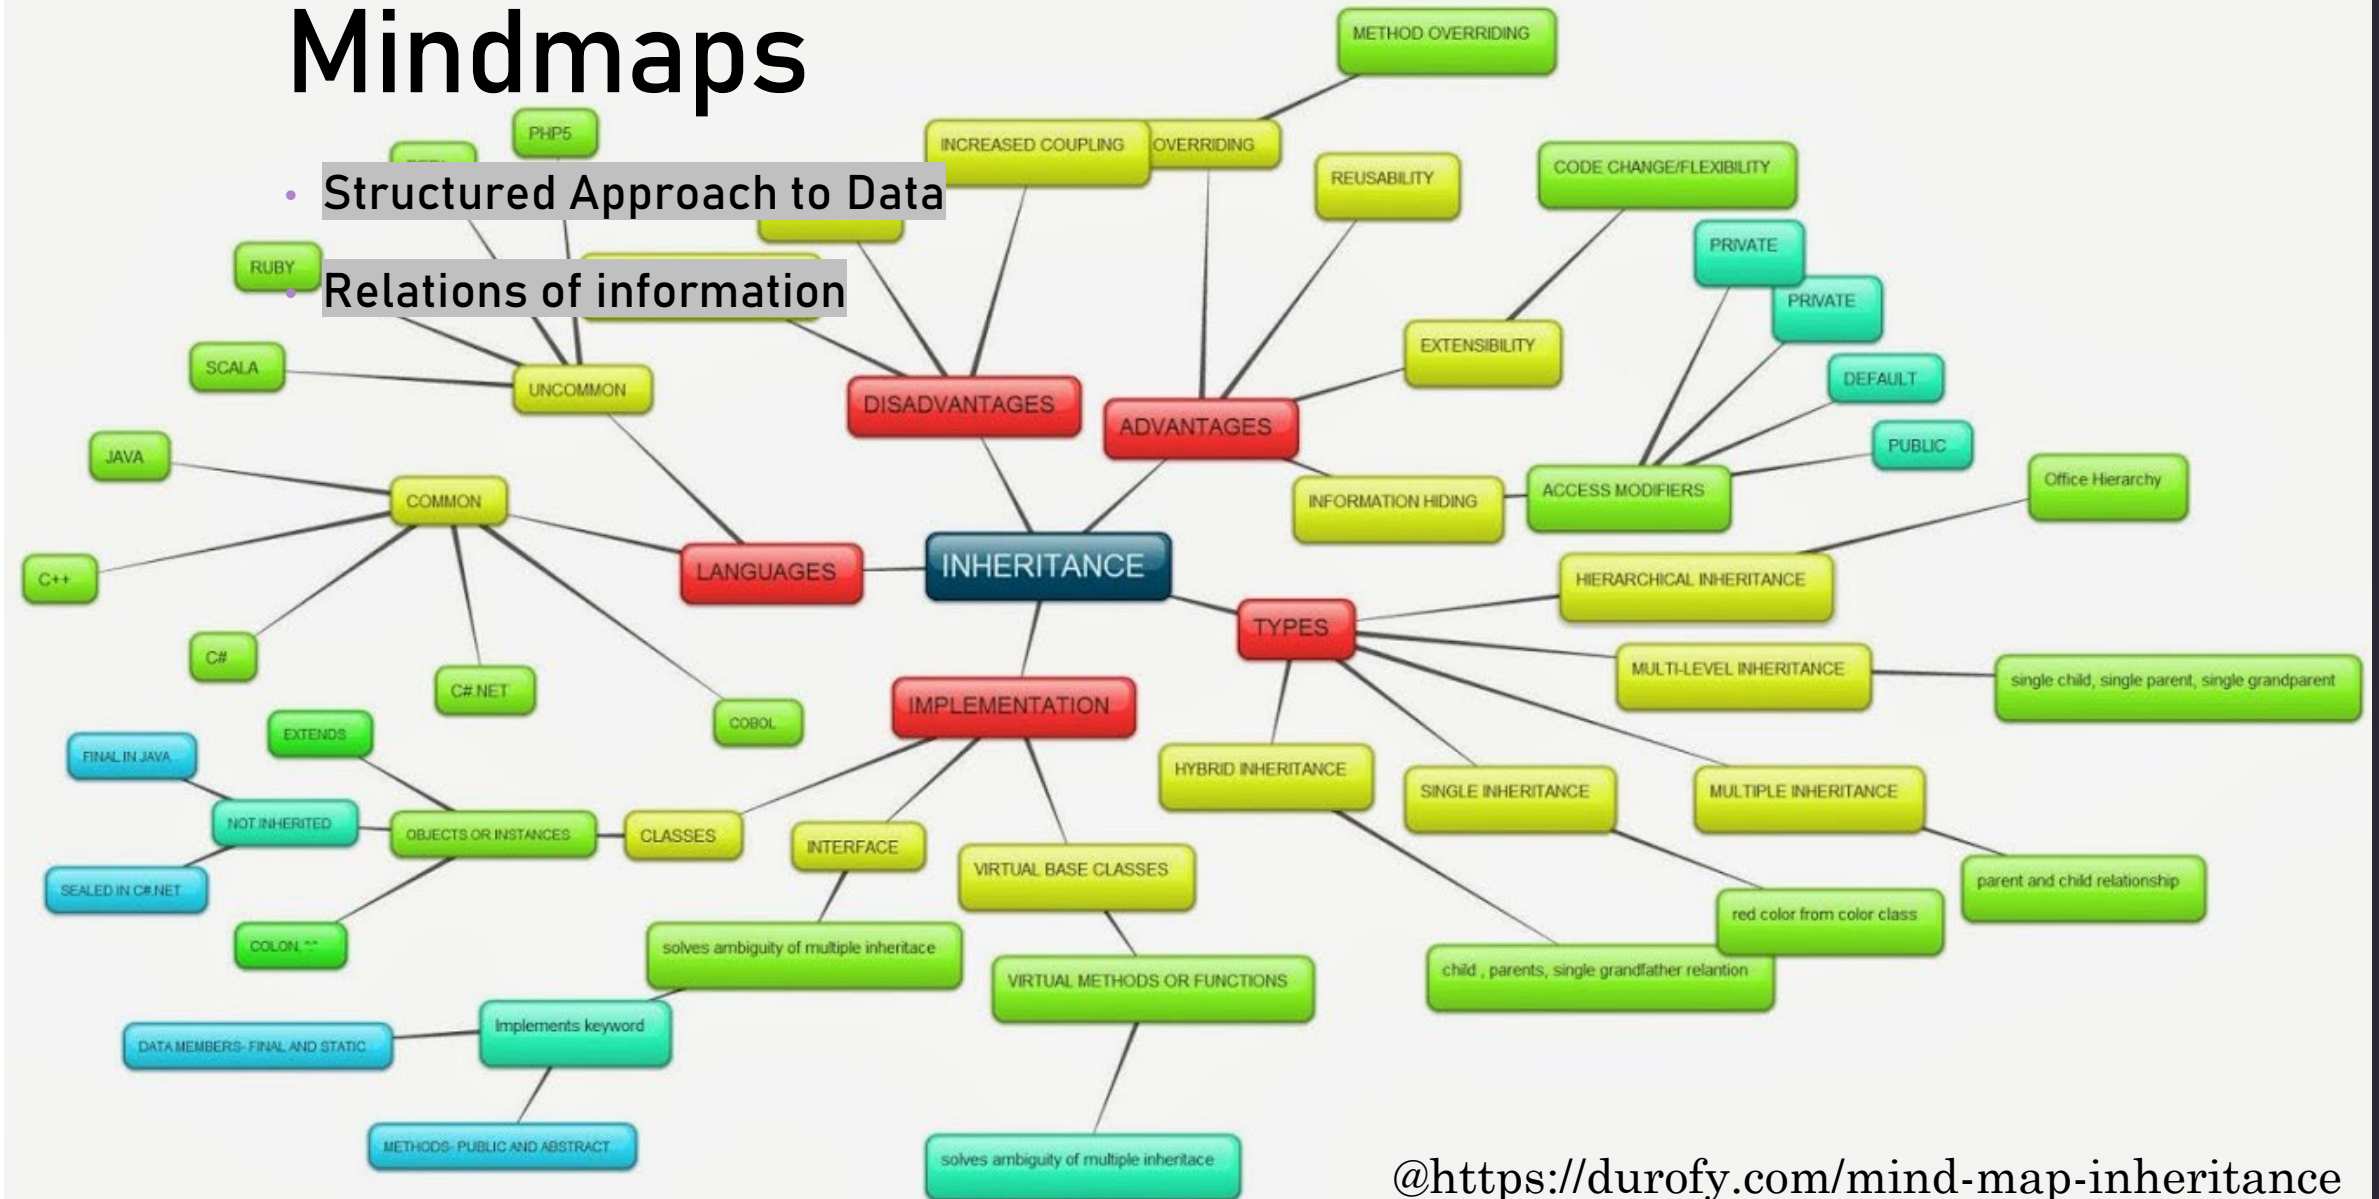 Mindmaps
METHOD OVERRIDING
PHP5
INCREASED COUPLING
OVERRIDING
• Structured Approach to Data
REUSABILITY
CODE CHANGE/FLEXIBILITY
PRIVATE
PRIVATE
RUBY
• Relations of information
EXTENSIBILITY
DEFAULT
SCALA
UNCOMMON
DISADVANTAGES
ADVANTAGES
PUBLIC
JAVA
COMMON
INFORMATION HIDING
ACCESS MODIFIERS
Office Hierarchy
C++
LANGUAGES
INHERITANCE
HIERARCHICAL INHERITANCE
TYPES
C#
C#.NET
COBOL
IMPLEMENTATION
MULTI-LEVEL INHERITANCE
single child, single parent, single grandparent
EXTENDS
FINAL IN JAVA
HYBRID INHERITANCE
SINGLE INHERITANCE
MULTIPLE INHERITANCE
NOT INHERITED
OBJECTS OR INSTANCES
CLASSES
INTERFACE
VIRTUAL BASE CLASSES
SEALED IN C#.NET
parent and child relationship
red color from color class
COLON,
solves ambiguity of multiple inheritace
child , parents, single grandfather relantion
VIRTUAL METHODS OR FUNCTIONS
Implements keyword
DATA MEMBERS- FINAL AND STATIC
METHODS- PUBLIC AND ABSTRACT
solves ambiguity of multiple inheritace
@https://durofy.com/mind-map-inheritance